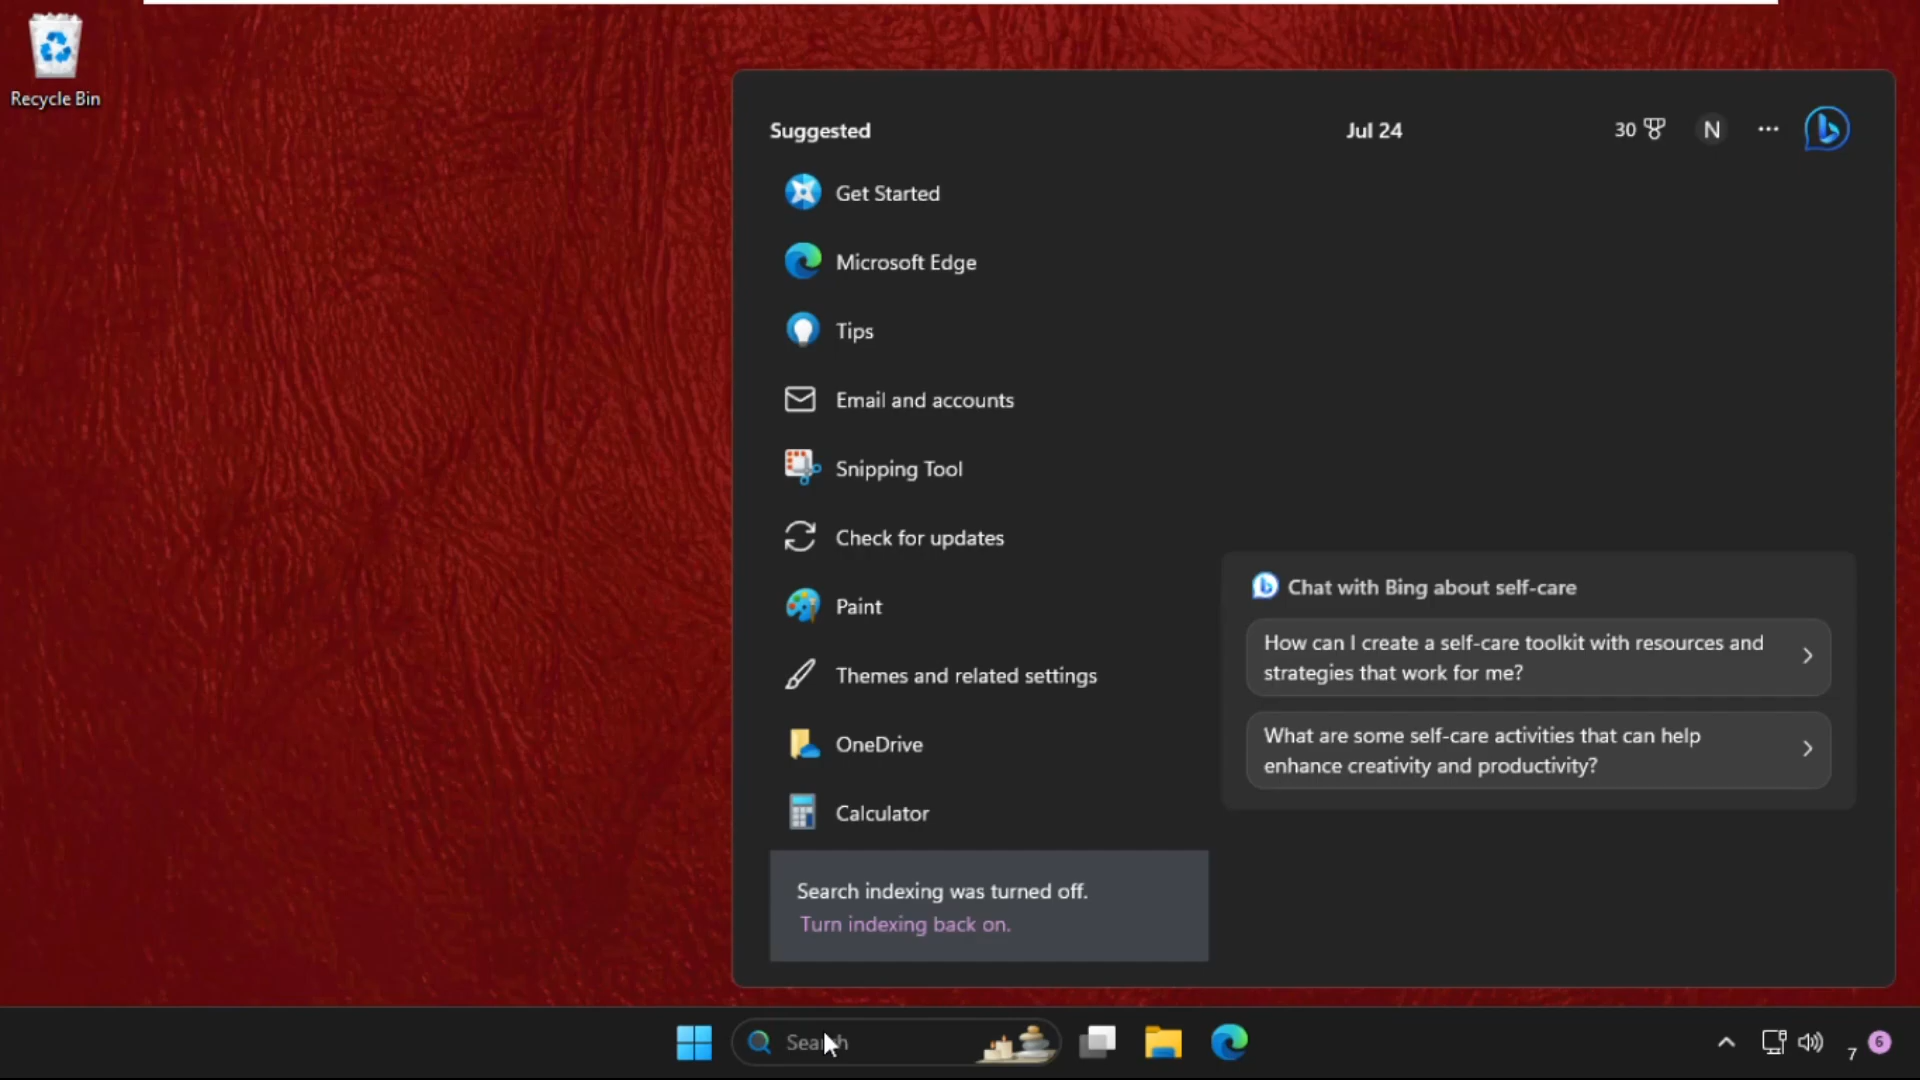 Recycle Bin
Suggested
Jul 24
30
N
Get Started
Microsoft Edge
Tips
Email and accounts
Snipping Tool
Check for updates
Paint
Themes and related settings
OneDrive
Calculator
Search indexing was turned off.
Turn indexing back on.
Chat with Bing about self-care
How can I create a self-care toolkit with resources and
strategies that work for me?
What are some self-care activities that can help
enhance creativity and productivity?
Search
7
6